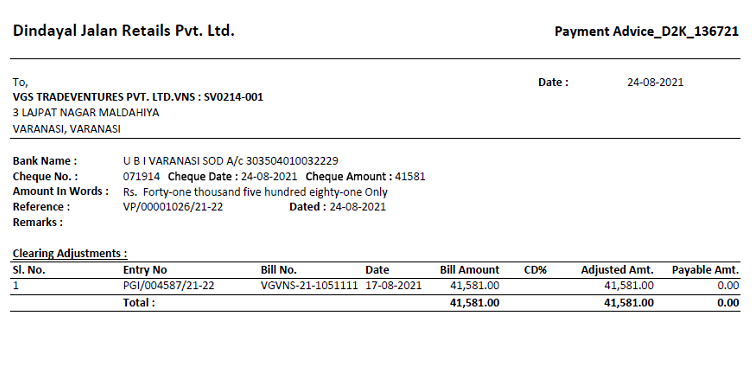 Dindayal Jalan Retails Pvt. Ltd. Payment Advice_D2K_136721
To, Date : 24-08-2021
VGS TRADEVENTURES PVT. LTD.VNS : SV0214-001
3 LAJPAT NAGAR MALDAHIYA
VARANASI, VARANASI
Bank Name : U B I VARANASI SOD A/c 303504010032229
Cheque No. : 071914 Cheque Date : 24-08-2021 Cheque Amount : 41581
Amount In Words : Rs. Forty-one thousand five hundred eighty-one Only
Reference : VP/00001026/21-22 Dated : 24-08-2021
Remarks :
Clearing Adjustments :
Sl. No. Entry No Bill No. Date Bill Amount CD% Adjusted Amt. Payable Amt.
1 PGI/004587/21-22 VGVNS-21-1051111 17-08-2021 41,581.00 41,581.00 0.00
Total : 41,581.00 41,581.00 0.00